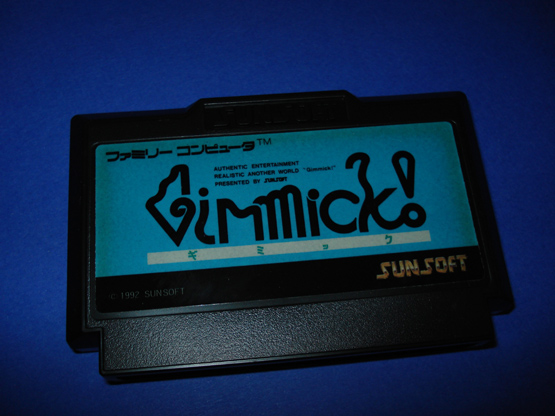 ファミリー コンピュータ™
AUTHENTIC ENTERTAINMENT
REALISTIC ANOTHER WORLD "Gimmick!"
PRESENTED BY SUNSOFT
Gimmick!
ギミック
SUNSOFT
© 1992 SUNSOFT